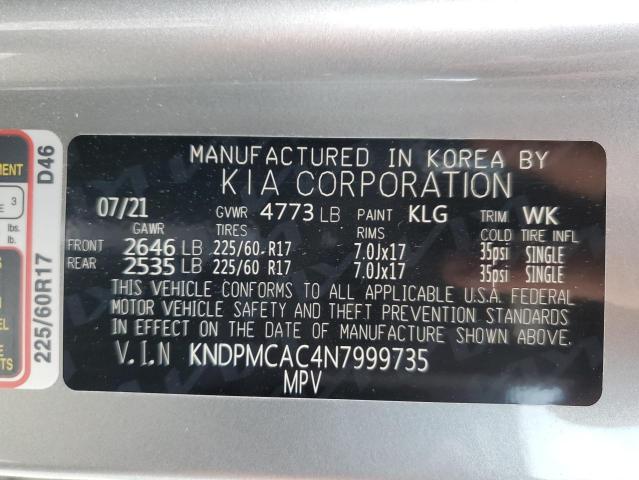 MANUFACTURED IN KOREA BY
KIA CORPORATION
07/21 GVWR 4773 LB PAINT KLG TRIM WK
GAWR TIRES RIMS COLD TIRE INFL
FRONT 2646 LB 225/60 R17 7.0Jx17 35psi SINGLE
REAR 2535 LB 225/60 R17 7.0Jx17 35psi SINGLE
THIS VEHICLE CONFORMS TO ALL APPLICABLE U.S.A. FEDERAL
MOTOR VEHICLE SAFETY AND THEFT PREVENTION STANDARDS
IN EFFECT ON THE DATE OF MANUFACTURE SHOWN ABOVE.
V.I.N KNDPMCAC4N7999735
MPV
225/60R17 D46
3
lbs.
lb.